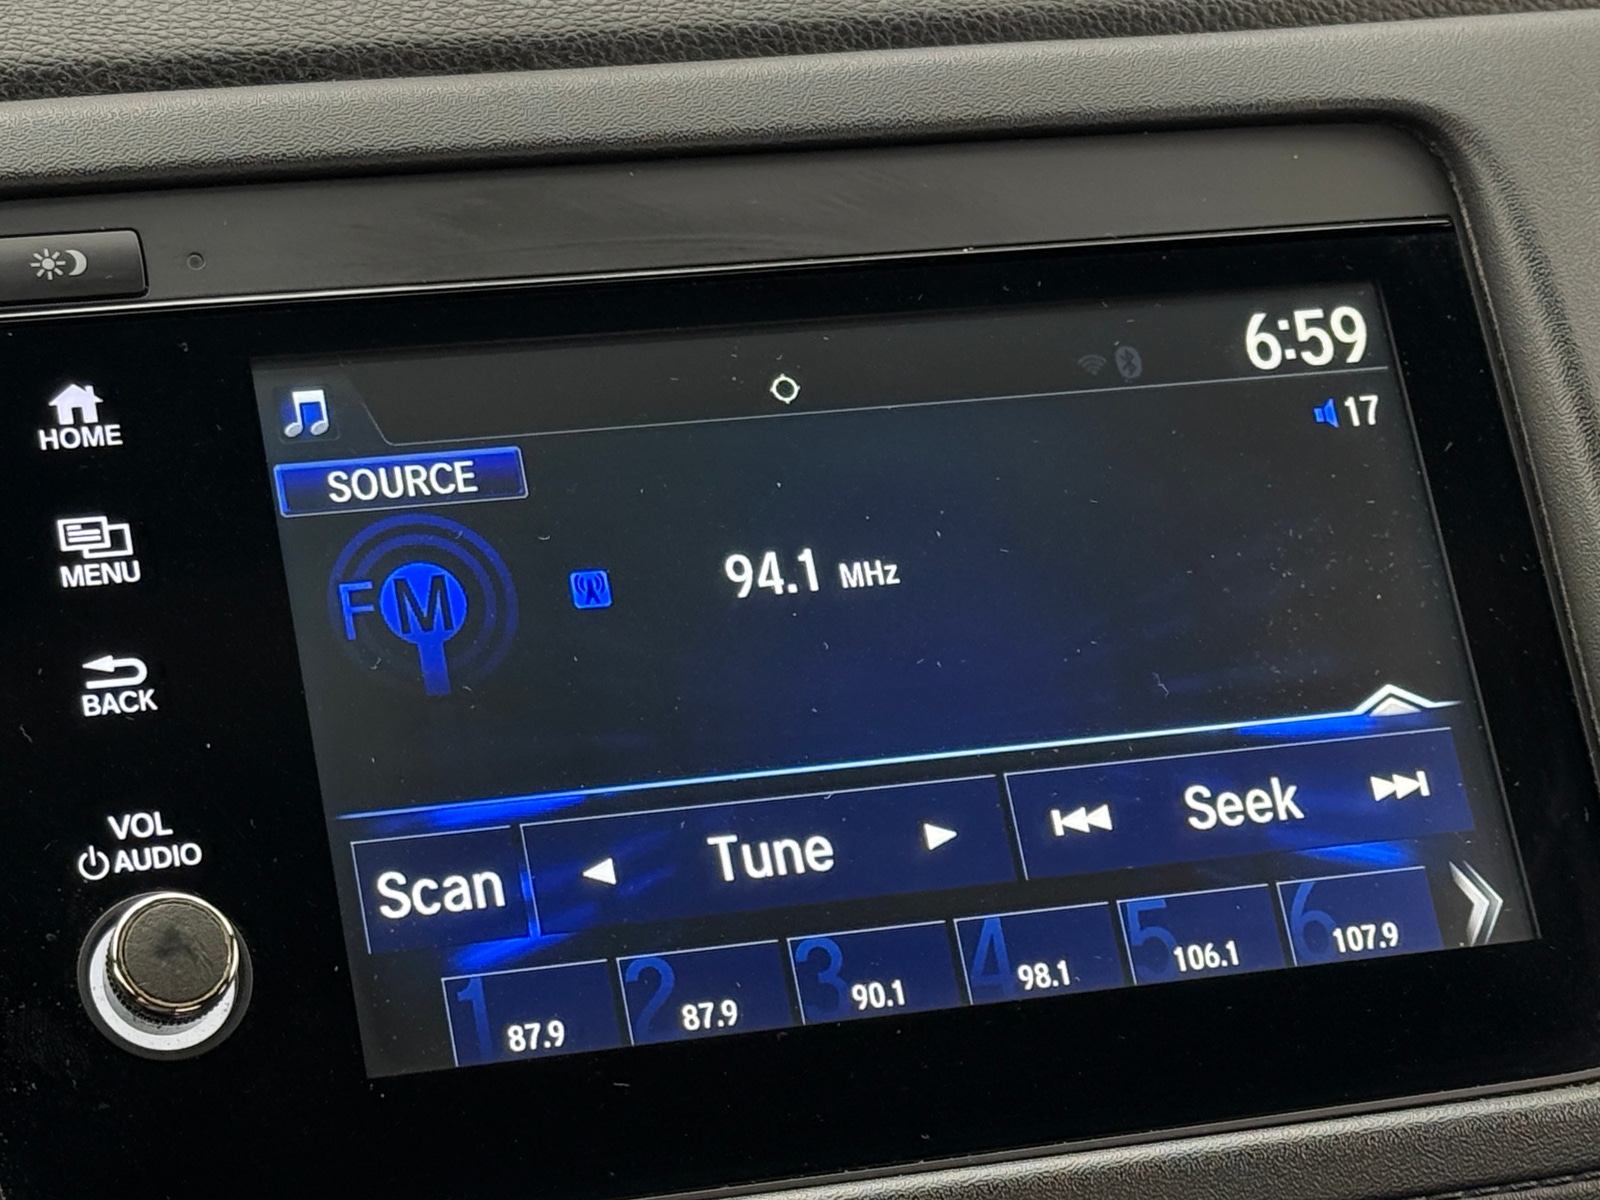 6:59
17
HOME
SOURCE
FM
94.1 MHz
MENU
BACK
VOL
AUDIO
Scan
Tune
Seek
1 87.9
2 87.9
3 90.1
4 98.1
5 106.1
6 107.9